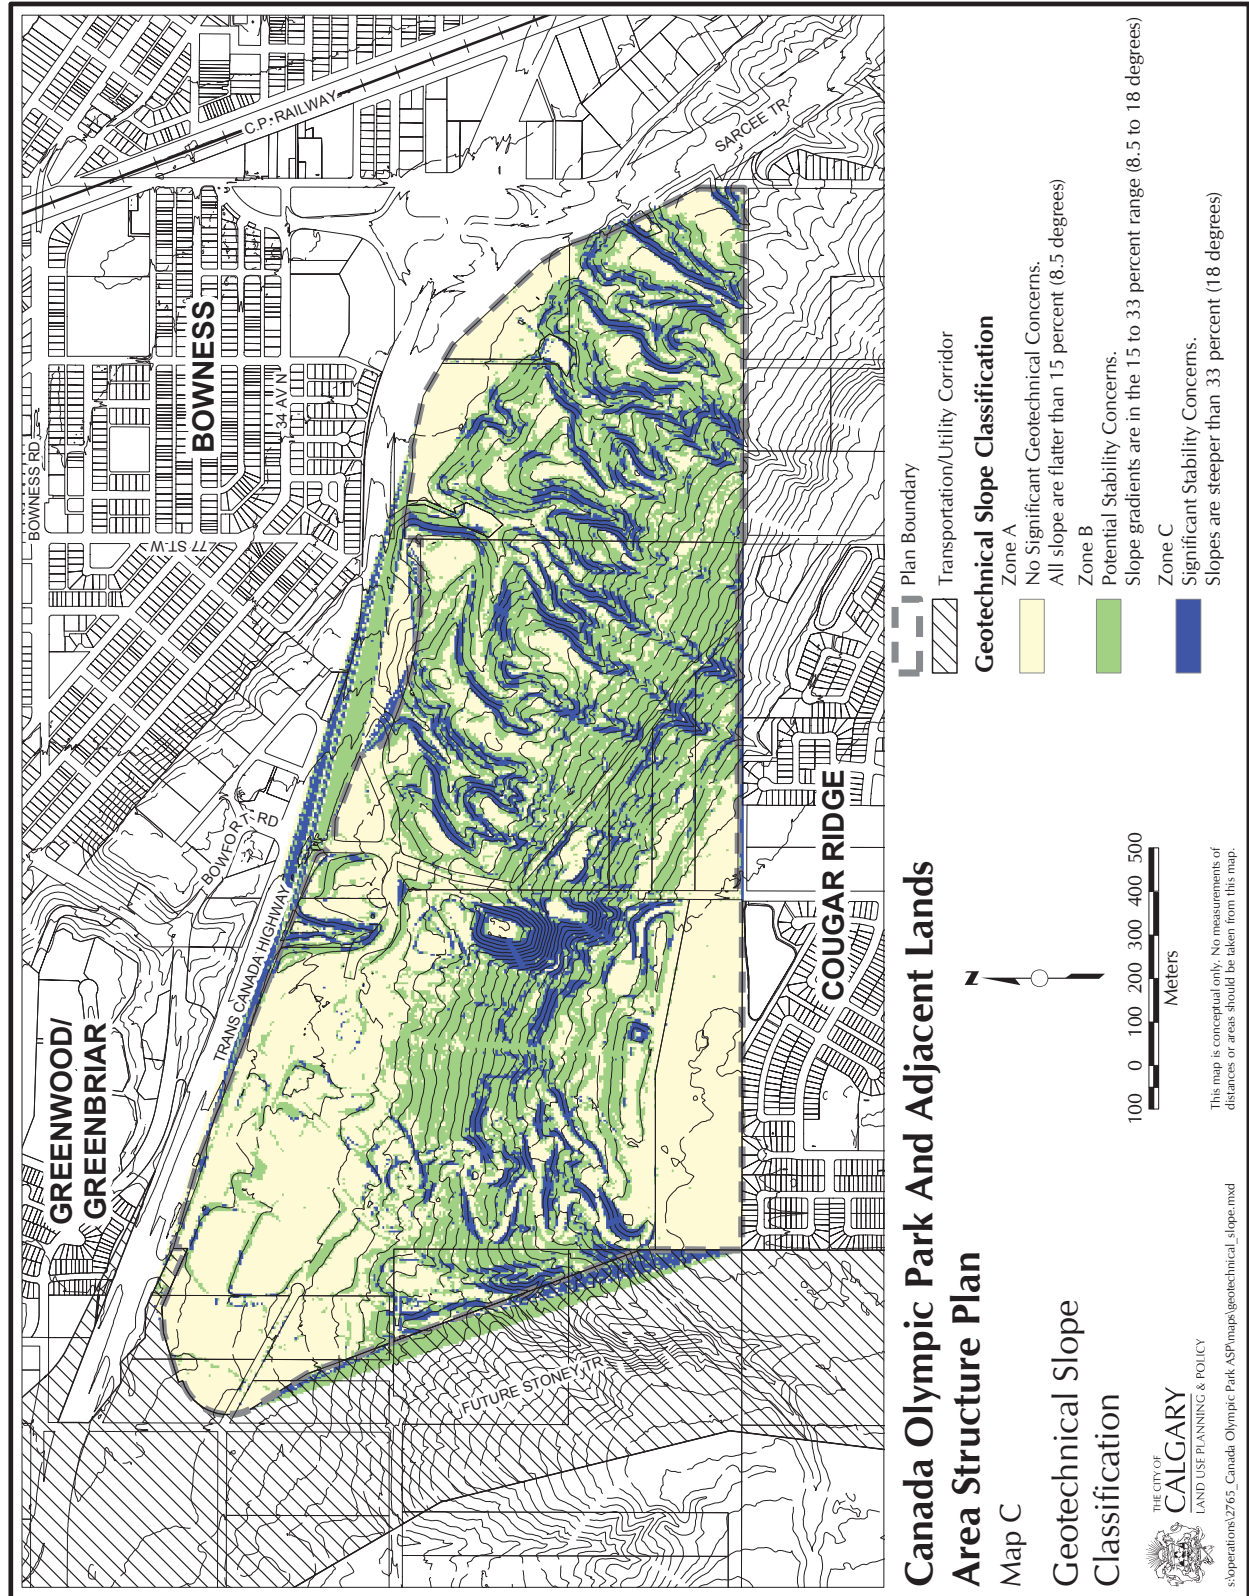 GREENWOOD/
GREENBRIAR
BOWNESS RD
BOWNESS
34 AV N
77 ST W
C.P. RAILWAY
BOWFORT RD
TRANS CANADA HIGHWAY
SARCEE TR
FUTURE STONEY TR
COUGAR RIDGE
Canada Olympic Park And Adjacent Lands
Area Structure Plan
Map C
Geotechnical Slope
Classification
THE CITY OF
CALGARY
LAND USE PLANNING & POLICY
s:\operations\2765_Canada Olympic Park ASP\maps\geotechnical_slope.mxd
N
100 0 100 200 300 400 500
Meters
This map is conceptual only. No measurements of
distances or areas should be taken from this map.
Plan Boundary
Transportation/Utility Corridor
Geotechnical Slope Classification
Zone A
No Significant Geotechnical Concerns.
All slope are flatter than 15 percent (8.5 degrees)
Zone B
Potential Stability Concerns.
Slope gradients are in the 15 to 33 percent range (8.5 to 18 degrees)
Zone C
Significant Stability Concerns.
Slopes are steeper than 33 percent (18 degrees)